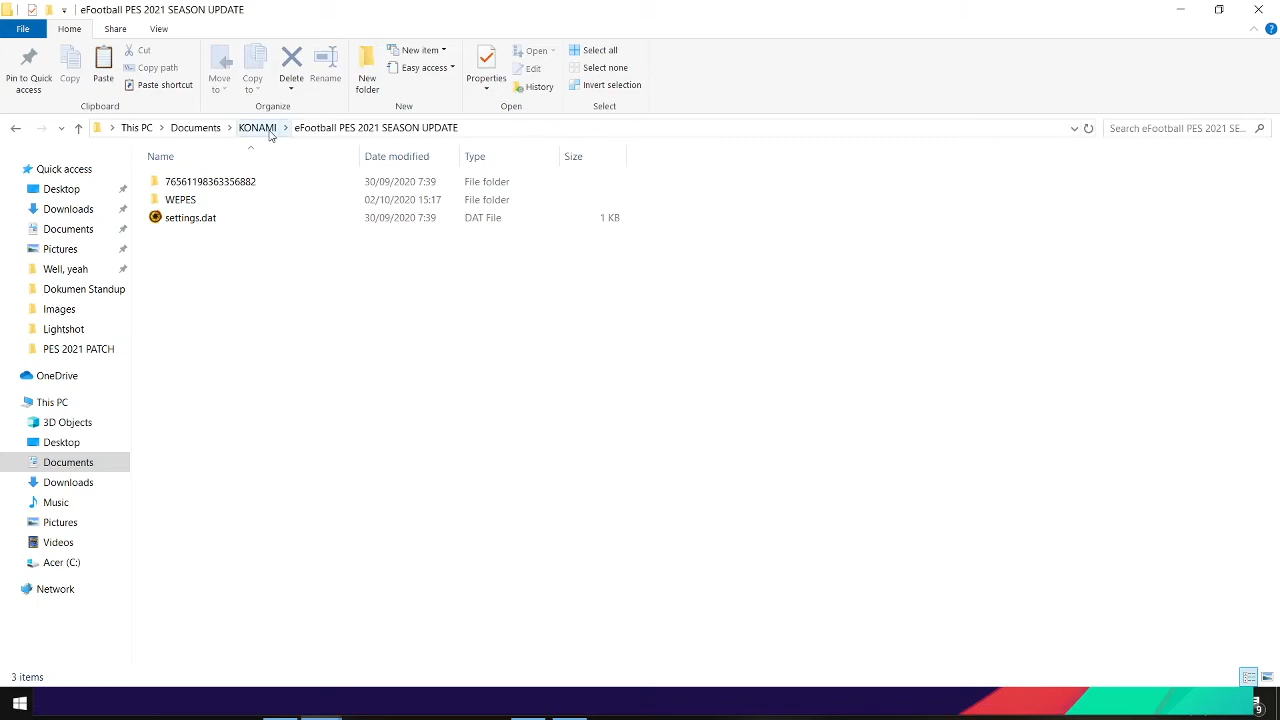 eFootball PES 2021 SEASON UPDATE
File Home Share View
Pin to Quick access
Copy
Paste
Cut
Copy path
Paste shortcut
Clipboard
Move to
Copy to
Delete
Rename
Organize
New folder
New item
Easy access
New
Properties
Open
Edit
History
Open
Select all
Select none
Invert selection
Select
This PC Documents KONAMI eFootball PES 2021 SEASON UPDATE
Search eFootball PES 2021 SE...
Name Date modified Type Size
76561198363356882 30/09/2020 7:39 File folder
WEPES 02/10/2020 15:17 File folder
settings.dat 30/09/2020 7:39 DAT File 1 KB
Quick access
Desktop
Downloads
Documents
Pictures
Well, yeah
Dokumen Standup
Images
Lightshot
PES 2021 PATCH
OneDrive
This PC
3D Objects
Desktop
Documents
Downloads
Music
Pictures
Videos
Acer (C:)
Network
3 items
9